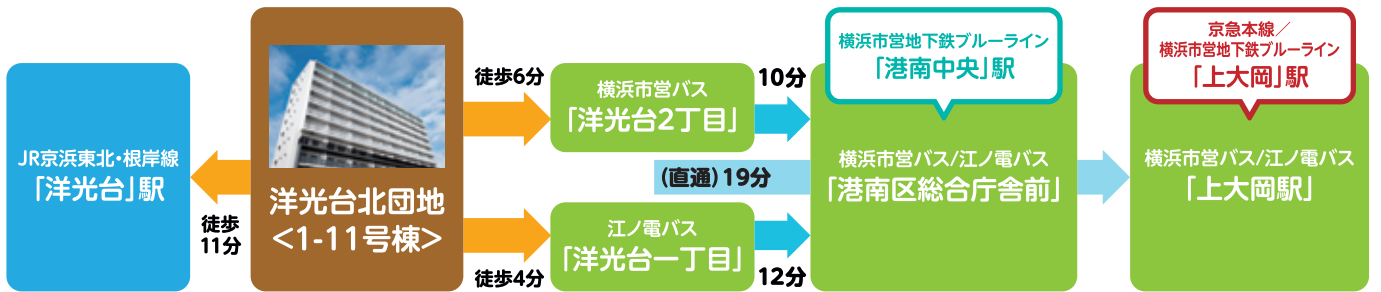 JR京浜東北・根岸線
「洋光台」駅
徒歩
11分
洋光台北団地
<1-11号棟>
徒歩6分
横浜市営バス
「洋光台2丁目」
10分
(直通)19分
徒歩4分
江ノ電バス
「洋光台一丁目」
12分
横浜市営地下鉄ブルーライン
「港南中央」駅
横浜市営バス/江ノ電バス
「港南区総合庁舎前」
京急本線／
横浜市営地下鉄ブルーライン
「上大岡」駅
横浜市営バス/江ノ電バス
「上大岡駅」